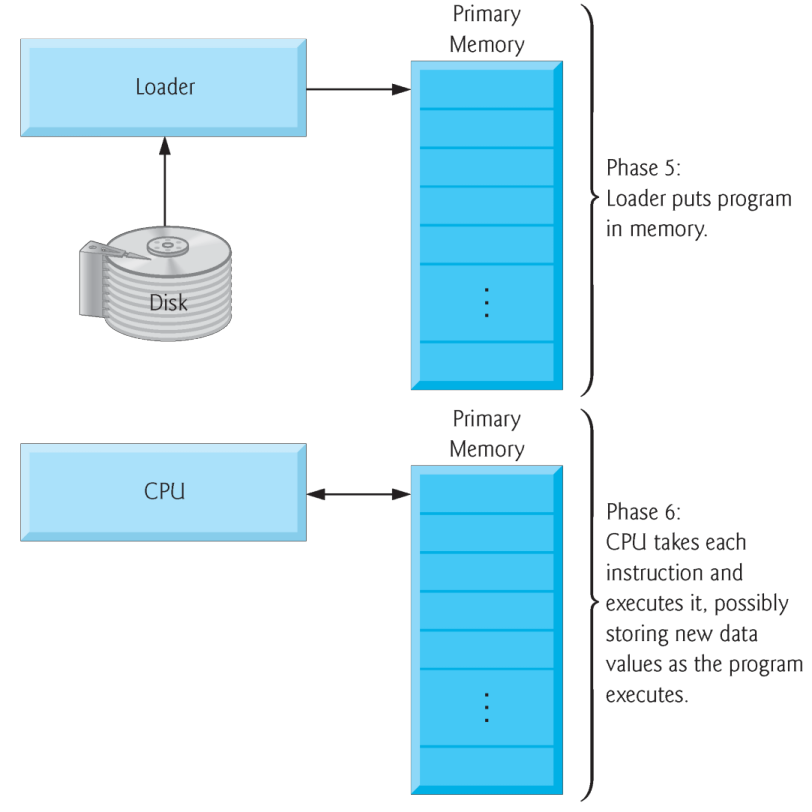 Primary
Memory
Loader
Disk
Phase 5:
Loader puts program
in memory.
Primary
Memory
CPU
Phase 6:
CPU takes each
instruction and
executes it, possibly
storing new data
values as the program
executes.